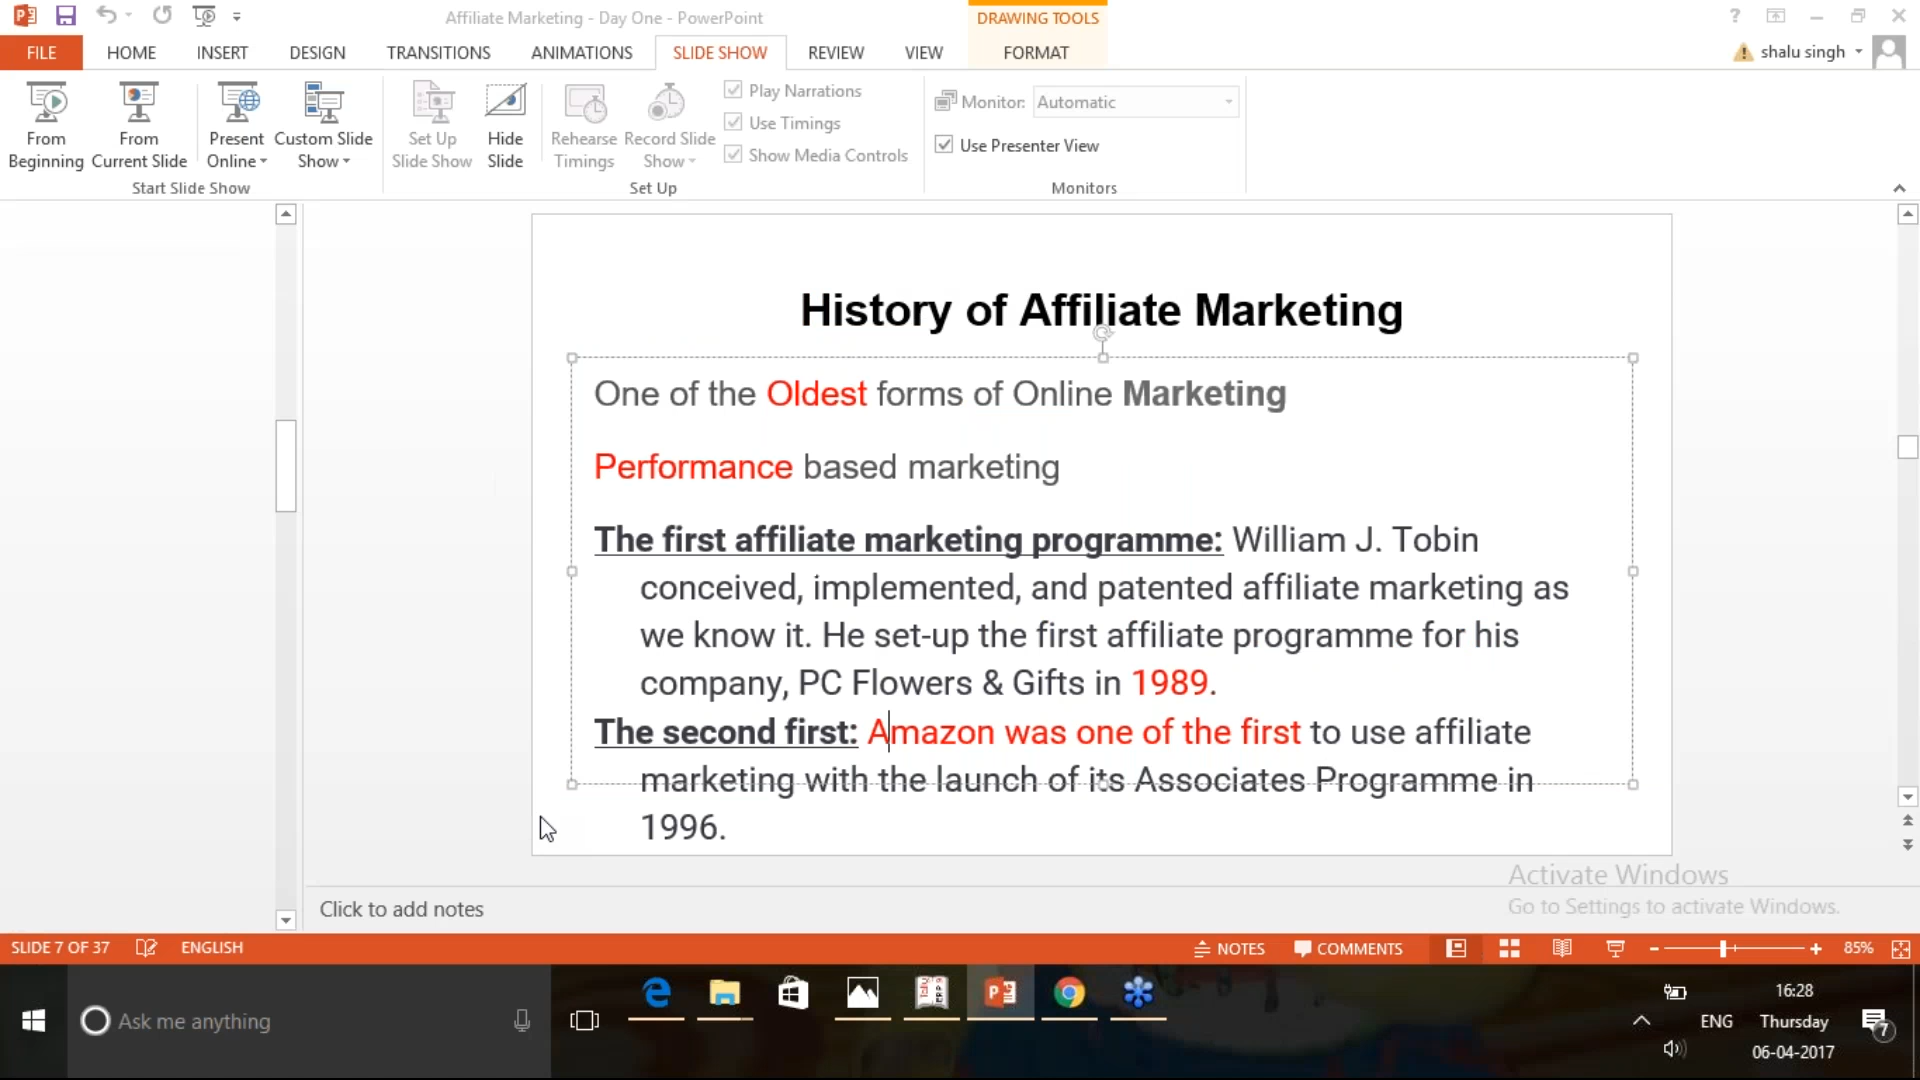 Affiliate Marketing - Day One - PowerPoint
DRAWING TOOLS
?
FILE
HOME
INSERT
DESIGN
TRANSITIONS
ANIMATIONS
SLIDE SHOW
REVIEW
VIEW
FORMAT
shalu singh
From Beginning
From Current Slide
Present Online
Custom Slide Show
Set Up Slide Show
Hide Slide
Rehearse Timings
Record Slide Show
Play Narrations
Use Timings
Show Media Controls
Monitor:
Automatic
Use Presenter View
Start Slide Show
Set Up
Monitors
History of Affiliate Marketing
One of the Oldest forms of Online Marketing
Performance based marketing
The first affiliate marketing programme: William J. Tobin
conceived, implemented, and patented affiliate marketing as
we know it. He set-up the first affiliate programme for his
company, PC Flowers & Gifts in 1989.
The second first: Amazon was one of the first to use affiliate
marketing with the launch of its Associates Programme in
1996.
Activate Windows
Go to Settings to activate Windows.
Click to add notes
SLIDE 7 OF 37
ENGLISH
NOTES
COMMENTS
85%
Ask me anything
16:28
ENG
Thursday
7
06-04-2017